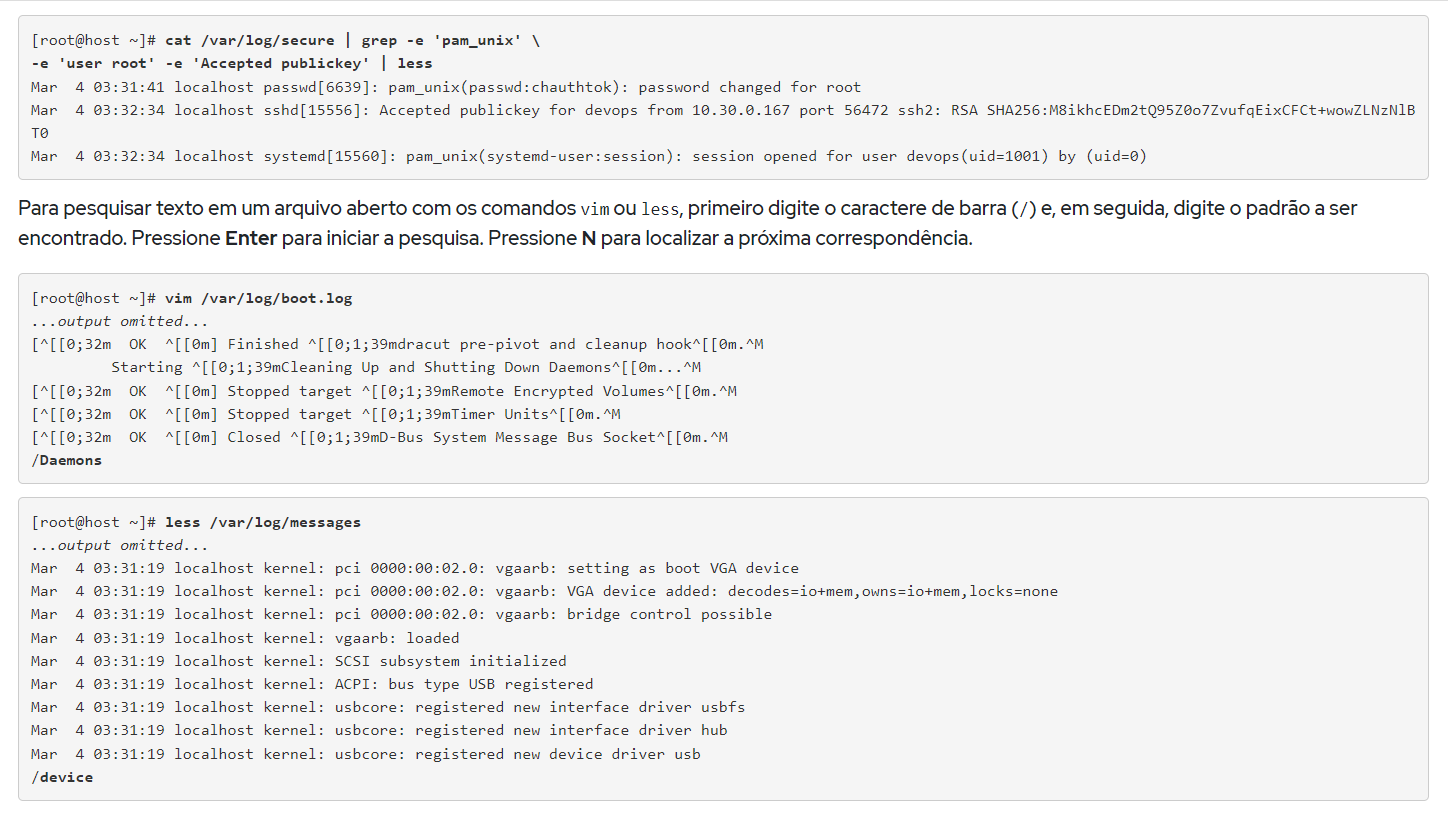 [root@host ~]# cat /var/log/secure | grep -e 'pam_unix' \
-e 'user root' -e 'Accepted publickey' | less
Mar  4 03:31:41 localhost passwd[6639]: pam_unix(passwd:chauthtok): password changed for root
Mar  4 03:32:34 localhost sshd[15556]: Accepted publickey for devops from 10.30.0.167 port 56472 ssh2: RSA SHA256:M8ikhcEDm2tQ95Z0o7ZvufqEixCFCt+wowZLNzNlB
T0
Mar  4 03:32:34 localhost systemd[15560]: pam_unix(systemd-user:session): session opened for user devops(uid=1001) by (uid=0)
Para pesquisar texto em um arquivo aberto com os comandos vim ou less, primeiro digite o caractere de barra (/) e, em seguida, digite o padrão a ser
encontrado. Pressione Enter para iniciar a pesquisa. Pressione N para localizar a próxima correspondência.
[root@host ~]# vim /var/log/boot.log
...output omitted...
[^[[0;32m  OK  ^[[0m] Finished ^[[0;1;39mdracut pre-pivot and cleanup hook^[[0m.^M
         Starting ^[[0;1;39mCleaning Up and Shutting Down Daemons^[[0m...^M
[^[[0;32m  OK  ^[[0m] Stopped target ^[[0;1;39mRemote Encrypted Volumes^[[0m.^M
[^[[0;32m  OK  ^[[0m] Stopped target ^[[0;1;39mTimer Units^[[0m.^M
[^[[0;32m  OK  ^[[0m] Closed ^[[0;1;39mD-Bus System Message Bus Socket^[[0m.^M
/Daemons
[root@host ~]# less /var/log/messages
...output omitted...
Mar  4 03:31:19 localhost kernel: pci 0000:00:02.0: vgaarb: setting as boot VGA device
Mar  4 03:31:19 localhost kernel: pci 0000:00:02.0: vgaarb: VGA device added: decodes=io+mem,owns=io+mem,locks=none
Mar  4 03:31:19 localhost kernel: pci 0000:00:02.0: vgaarb: bridge control possible
Mar  4 03:31:19 localhost kernel: vgaarb: loaded
Mar  4 03:31:19 localhost kernel: SCSI subsystem initialized
Mar  4 03:31:19 localhost kernel: ACPI: bus type USB registered
Mar  4 03:31:19 localhost kernel: usbcore: registered new interface driver usbfs
Mar  4 03:31:19 localhost kernel: usbcore: registered new interface driver hub
Mar  4 03:31:19 localhost kernel: usbcore: registered new device driver usb
/device